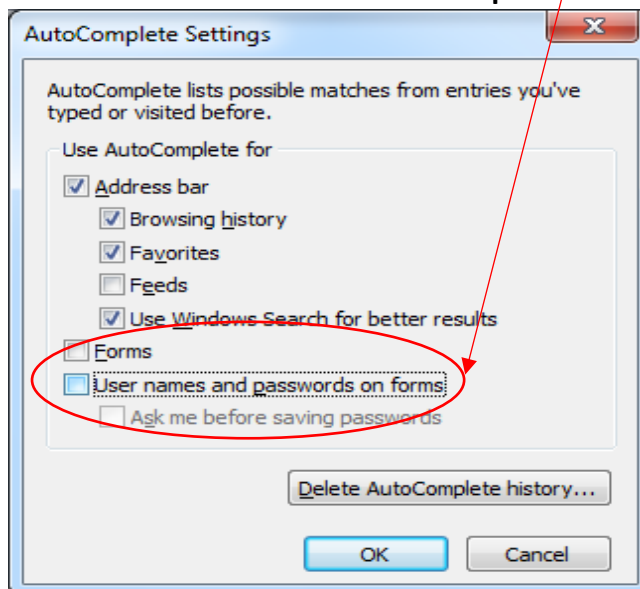 AutoComplete Settings
AutoComplete lists possible matches from entries you've
typed or visited before.
Use AutoComplete for
Address bar
Browsing history
Favorites
Feeds
Use Windows Search for better results
Forms
User names and passwords on forms
Ask me before saving passwords
Delete AutoComplete history...
OK
Cancel